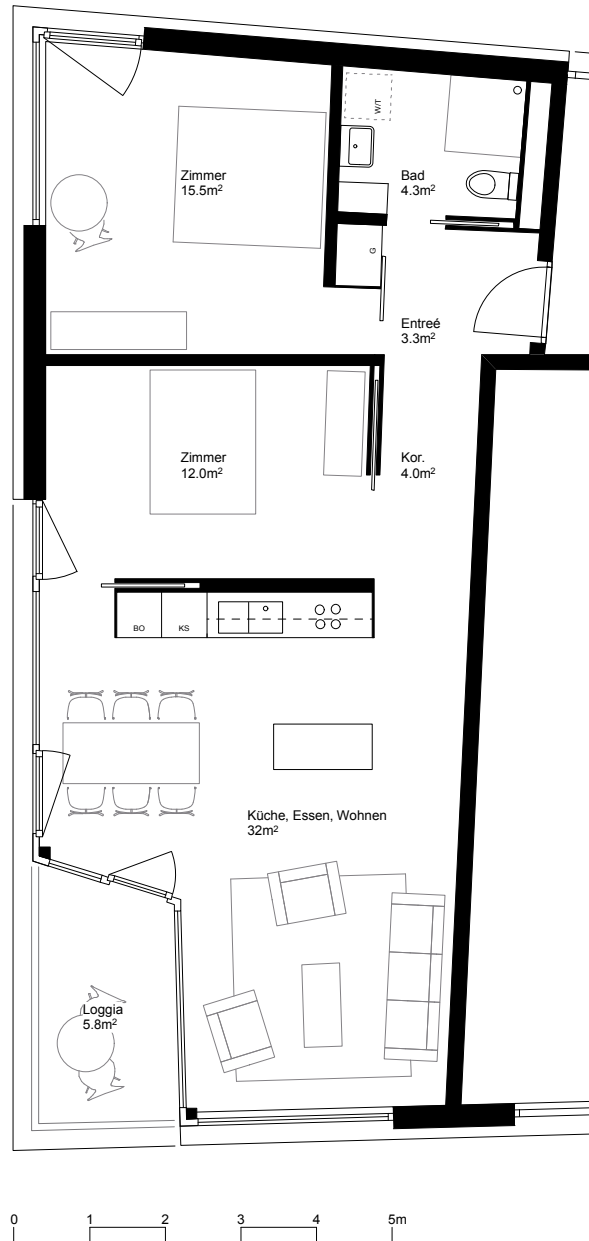 W/T
Zimmer
15.5m²
Bad
4.3m²
G
Entreé
3.3m²
Zimmer
12.0m²
Kor.
4.0m²
BO
KS
Küche, Essen, Wohnen
32m²
Loggia
5.8m²
0 1 2 3 4 5m